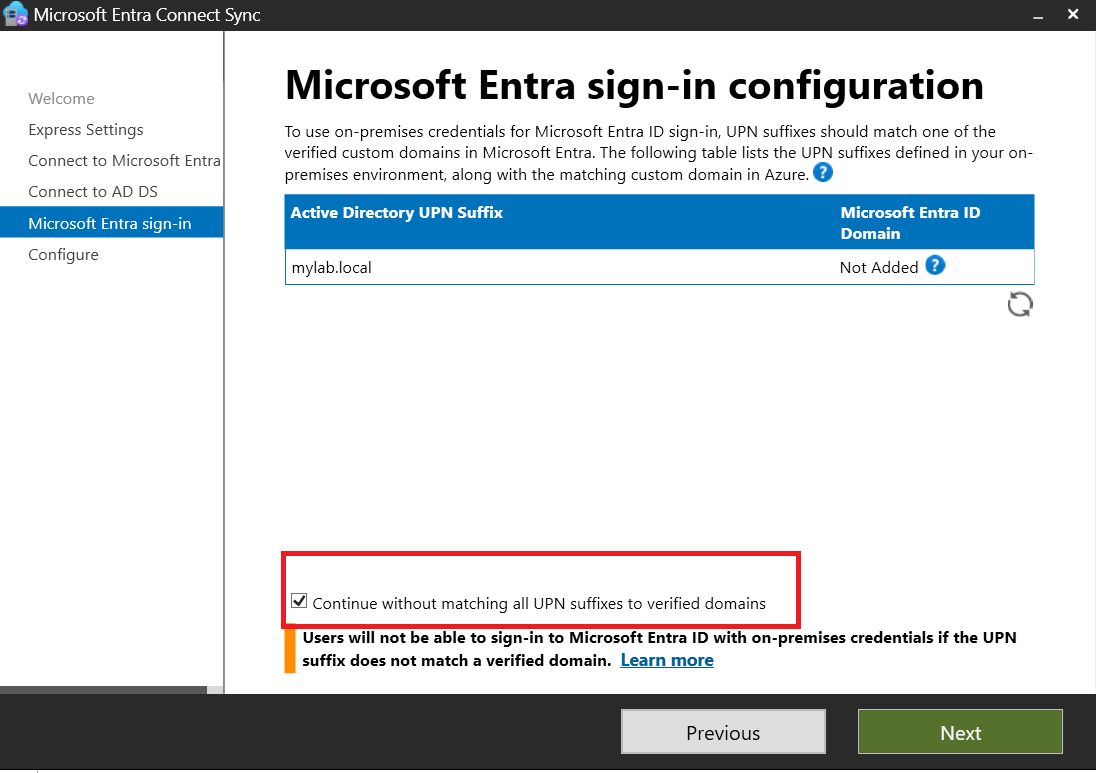 Microsoft Entra Connect Sync
Welcome
Express Settings
Connect to Microsoft Entra
Connect to AD DS
Microsoft Entra sign-in
Configure
Microsoft Entra sign-in configuration
To use on-premises credentials for Microsoft Entra ID sign-in, UPN suffixes should match one of the
verified custom domains in Microsoft Entra. The following table lists the UPN suffixes defined in your on-
premises environment, along with the matching custom domain in Azure. ?
Active Directory UPN Suffix
Microsoft Entra ID
Domain
mylab.local
Not Added ?
Continue without matching all UPN suffixes to verified domains
Users will not be able to sign-in to Microsoft Entra ID with on-premises credentials if the UPN
suffix does not match a verified domain. Learn more
Previous
Next